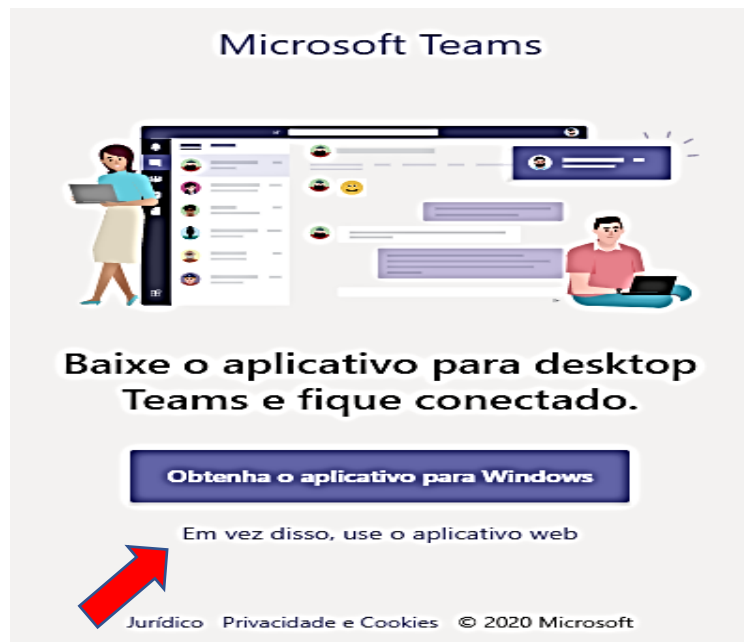 Microsoft Teams
Baixe o aplicativo para desktop
Teams e fique conectado.
Obtenha o aplicativo para Windows
Em vez disso, use o aplicativo web
Jurídico Privacidade e Cookies © 2020 Microsoft